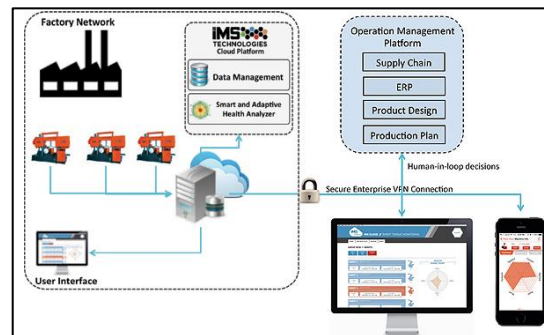 Factory Network
iMS
TECHNOLOGIES
Cloud Platform
Data Management
Smart and Adaptive
Health Analyzer
User Interface
Operation Management
Platform
Supply Chain
ERP
Product Design
Production Plan
Human-in-loop decisions
Secure Enterprise VPN Connection